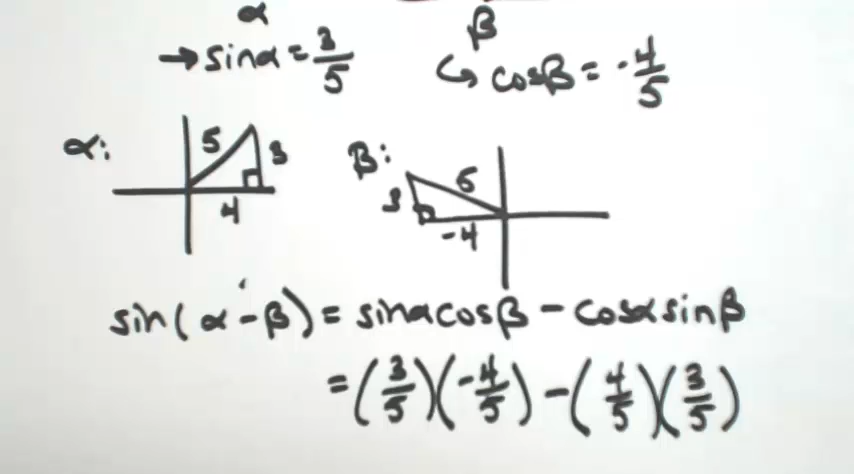 α β
→ sinα = 3/5 ↪ cosβ = -4/5
α: 5 3 4
β: 5 3 -4
sin(α - β) = sinαcosβ - cosαsinβ
= (3/5)(-4/5) - (4/5)(3/5)